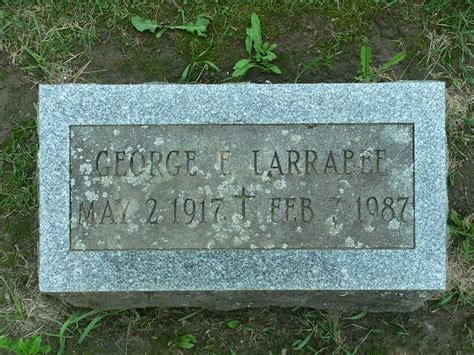 GEORGE E LARRABEE
MAY 2, 1917 ✝ FEB 7, 1987